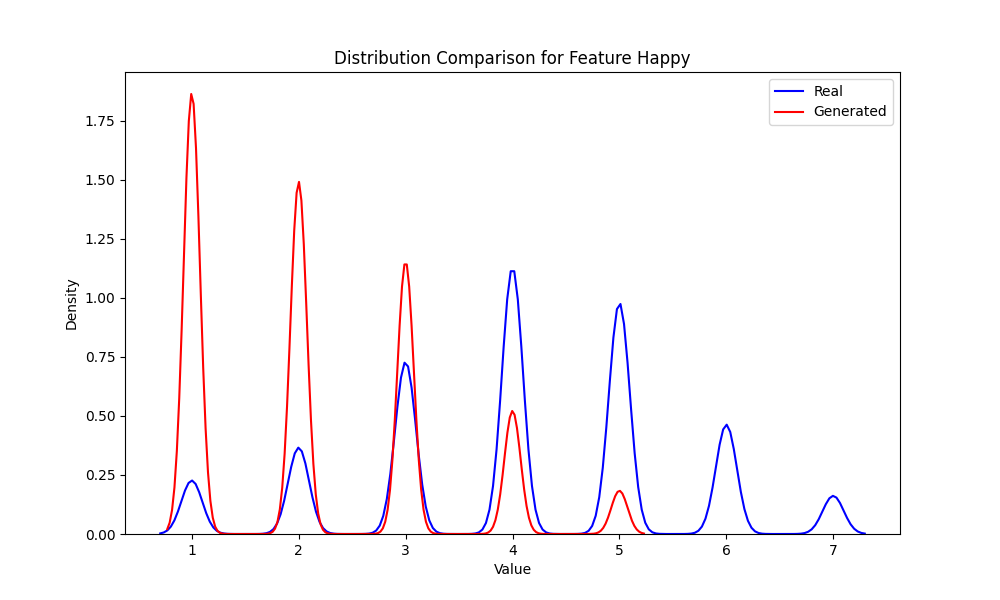 Distribution Comparison for Feature Happy
Real
Generated
1.75
1.50
1.25
1.00
0.75
0.50
0.25
0.00
Density
1 2 3 4 5 6 7
Value